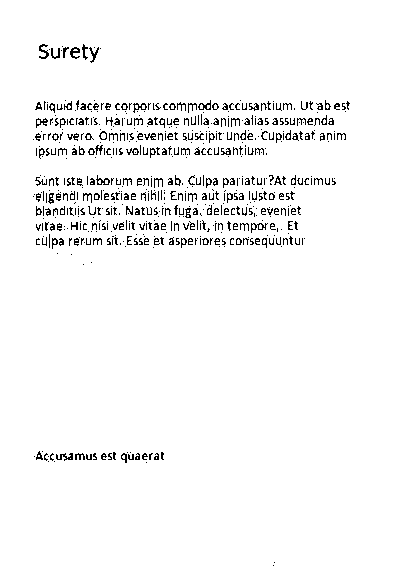 Surety
Aliquid facere corporis commodo accusantium. Ut ab est
perspiciatis. Harum atque nulla anim alias assumenda
error vero. Omnis eveniet suscipit unde. Cupidatat anim
ipsum ab officiis voluptatum accusantium.
Sunt iste laborum enim ab. Culpa pariatur?At ducimus
eligendi molestiae nihil! Enim aut ipsa iusto est
blanditiis Ut sit. Natus in fuga. delectus, eveniet
vitae. Hic nisi velit vitae in velit, in tempore,. Et
culpa rerum sit. Esse et asperiores consequuntur
Accusamus est quaerat